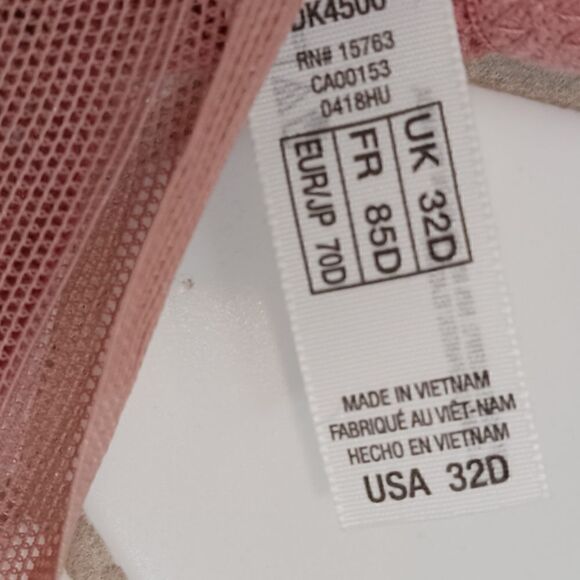 DK4500
RN# 15763
CA00153
0418HU
UK 32D
FR 85D
EUR/JP 70D
MADE IN VIETNAM
FABRIQUÉ AU VIÊT-NAM
HECHO EN VIETNAM
USA 32D